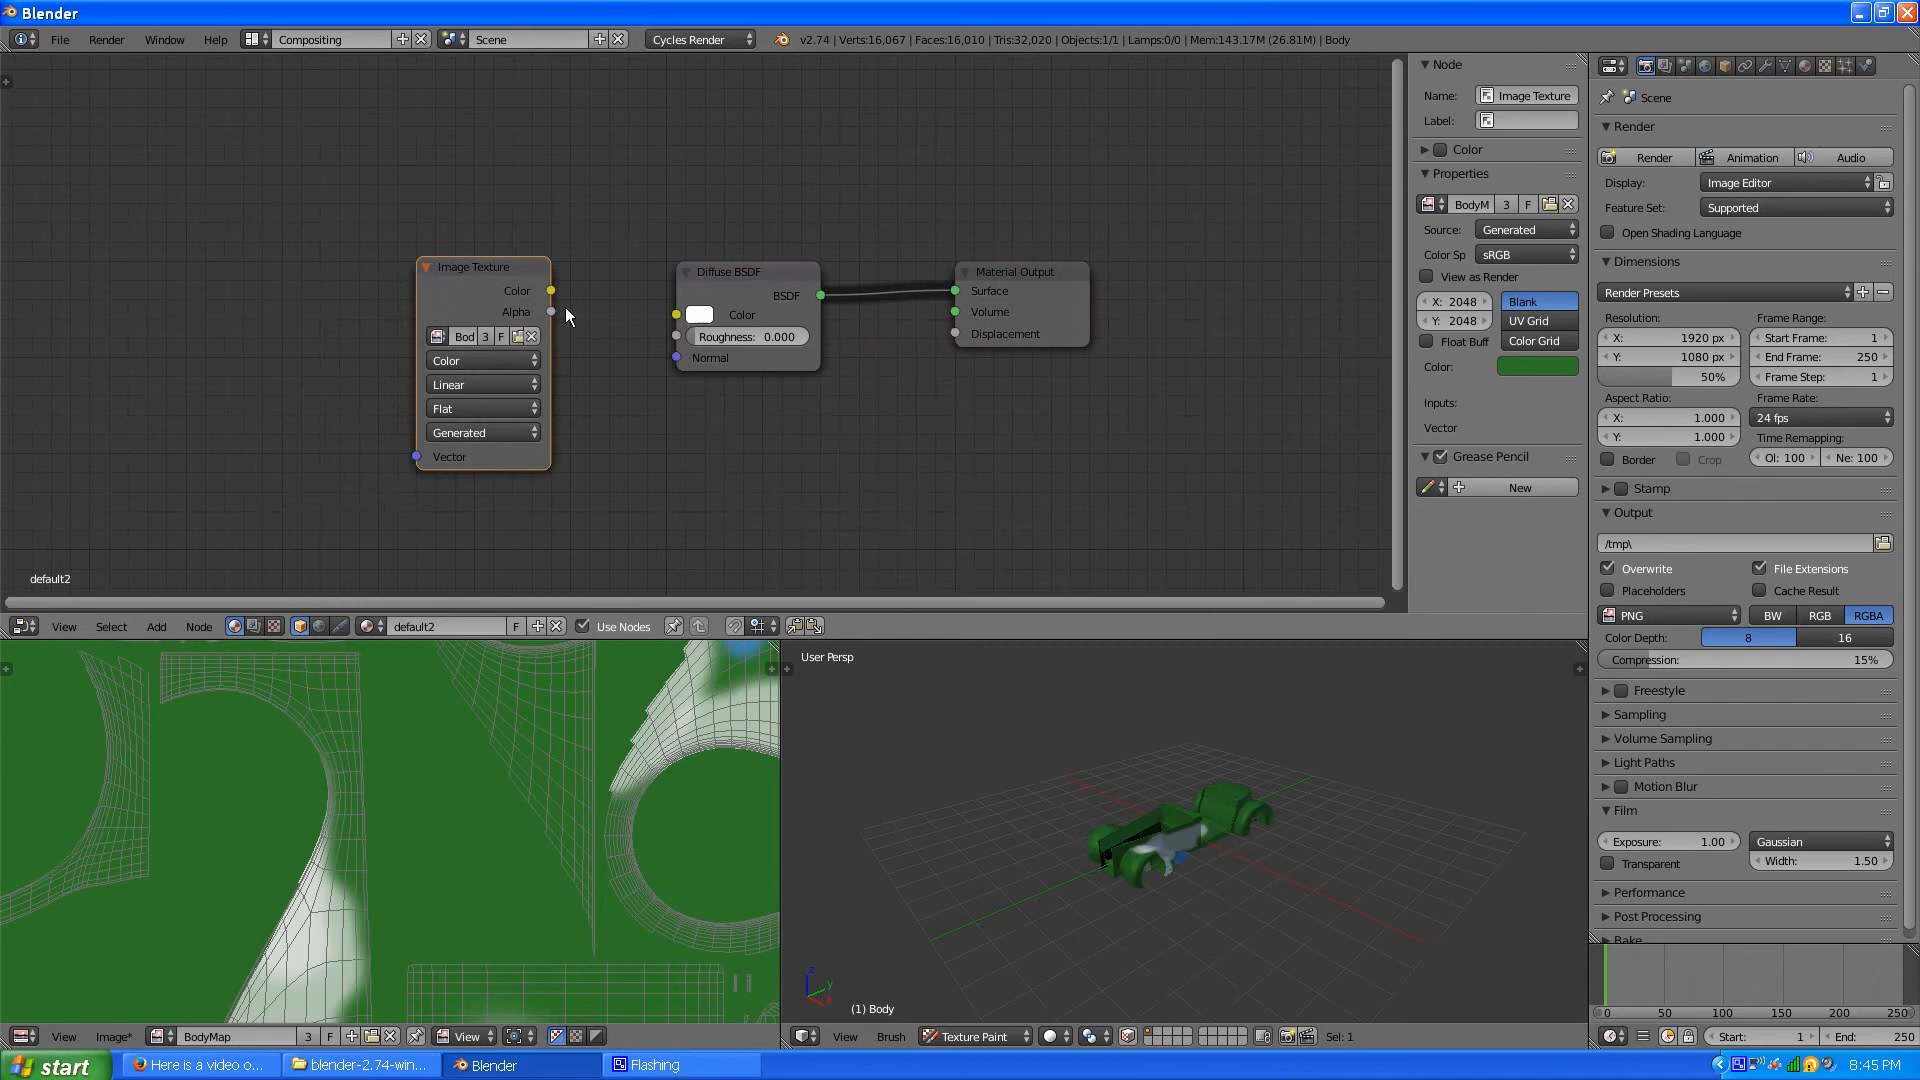 Blender
File Render Window Help Compositing Scene Cycles Render v2.74 | Verts:16,067 | Faces:16,010 | Tris:32,020 | Objects:1/1 | Lamps:0/0 | Mem:143.17M (26.81M) | Body
Image Texture
Color
Alpha
Bod 3 F
Color
Linear
Flat
Generated
Vector
Diffuse BSDF
BSDF
Color
Roughness: 0.000
Normal
Material Output
Surface
Volume
Displacement
default2
View Select Add Node default2 F Use Nodes
Node
Name: Image Texture
Label:
Color
Properties
BodyM 3 F
Source: Generated
Color Sp sRGB
View as Render
X: 2048 Blank
Y: 2048 UV Grid
Float Buff Color Grid
Color:
Inputs:
Vector
Grease Pencil
New
Scene
Render
Render Animation Audio
Display: Image Editor
Feature Set: Supported
Open Shading Language
Dimensions
Render Presets
Resolution: Frame Range:
X: 1920 px Start Frame: 1
Y: 1080 px End Frame: 250
50% Frame Step: 1
Aspect Ratio: Frame Rate:
X: 1.000 24 fps
Y: 1.000 Time Remapping:
Border Crop Ol: 100 Ne: 100
Stamp
Output
/tmp\
Overwrite File Extensions
Placeholders Cache Result
PNG BW RGB RGBA
Color Depth: 8 16
Compression: 15%
Freestyle
Sampling
Volume Sampling
Light Paths
Motion Blur
Film
Exposure: 1.00 Gaussian
Transparent Width: 1.50
Performance
Post Processing
Bake
0 50 100 150 200 250
Start: 1 End: 250
User Persp
z
y
x
(1) Body
View Image* BodyMap 3 F View
View Brush Texture Paint Sel: 1
start Here is a video o... blender-2.74-win... Blender Flashing 8:45 PM